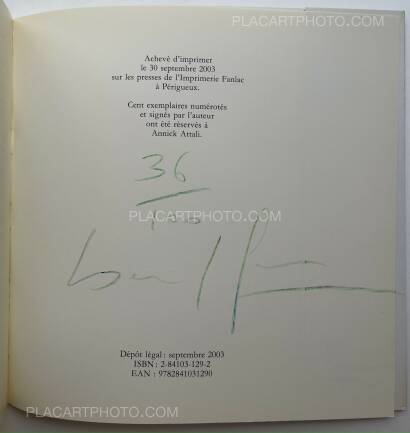 PLACARTPHOTO.COM
Achevé d'imprimer
le 30 septembre 2003
sur les presses de l'Imprimerie Fanlac
à Périgueux.
Cent exemplaires numérotés
et signés par l'auteur
ont été réservés à
Annick Attali.
36
100
PLACARTPHOTO.COM
Dépôt légal : septembre 2003
ISBN : 2-84103-129-2
EAN : 9782841031290
PLACARTPHOTO.COM